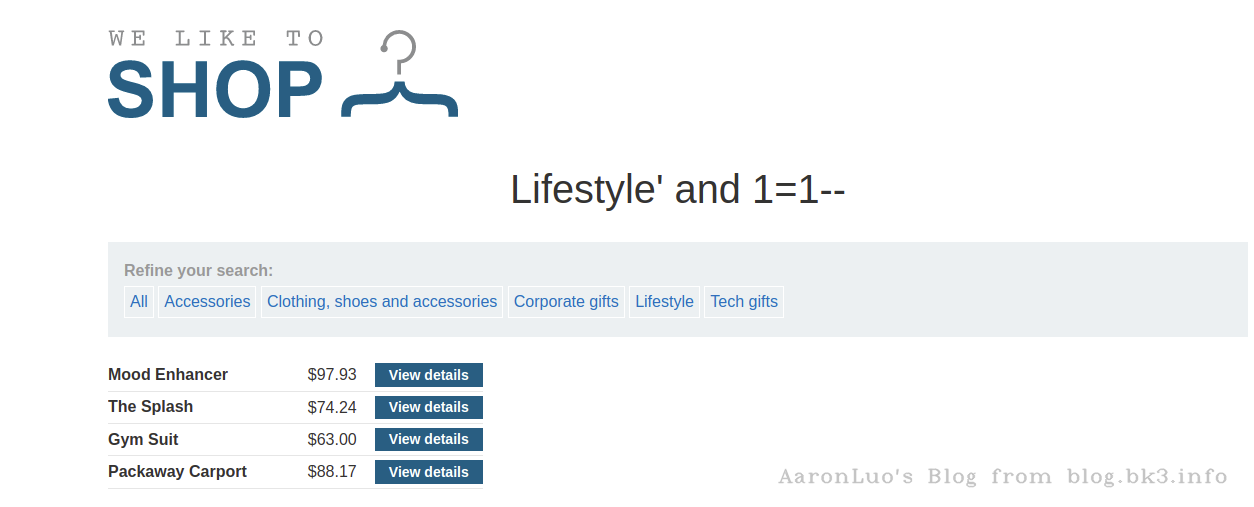 WE LIKE TO
SHOP
Lifestyle' and 1=1--
Refine your search:
All Accessories Clothing, shoes and accessories Corporate gifts Lifestyle Tech gifts
Mood Enhancer $97.93 View details
The Splash $74.24 View details
Gym Suit $63.00 View details
Packaway Carport $88.17 View details
AaronLuo's Blog from blog.bk3.info